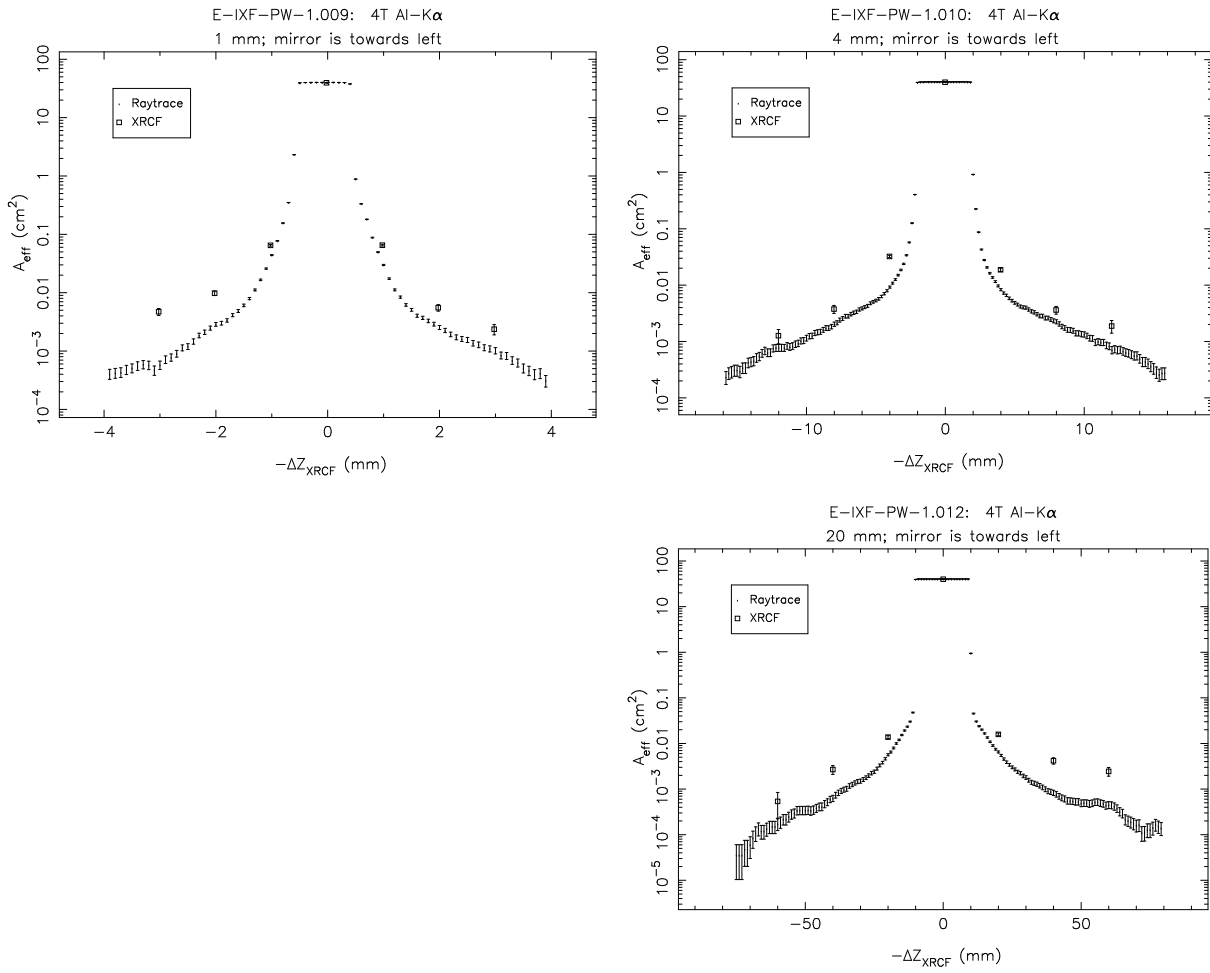 E−IXF−PW−1.009: 4T Al−Kα
1 mm; mirror is towards left
100
10
1
0.1
0.01
10⁻³
10⁻⁴
A_eff (cm²)
Raytrace
XRCF
−4 −2 0 2 4
−ΔZ_XRCF (mm)
E−IXF−PW−1.010: 4T Al−Kα
4 mm; mirror is towards left
100
10
1
0.1
0.01
10⁻³
10⁻⁴
A_eff (cm²)
Raytrace
XRCF
−10 0 10
−ΔZ_XRCF (mm)
E−IXF−PW−1.012: 4T Al−Kα
20 mm; mirror is towards left
100
10
1
0.1
0.01
10⁻³
10⁻⁴
10⁻⁵
A_eff (cm²)
Raytrace
XRCF
−50 0 50
−ΔZ_XRCF (mm)